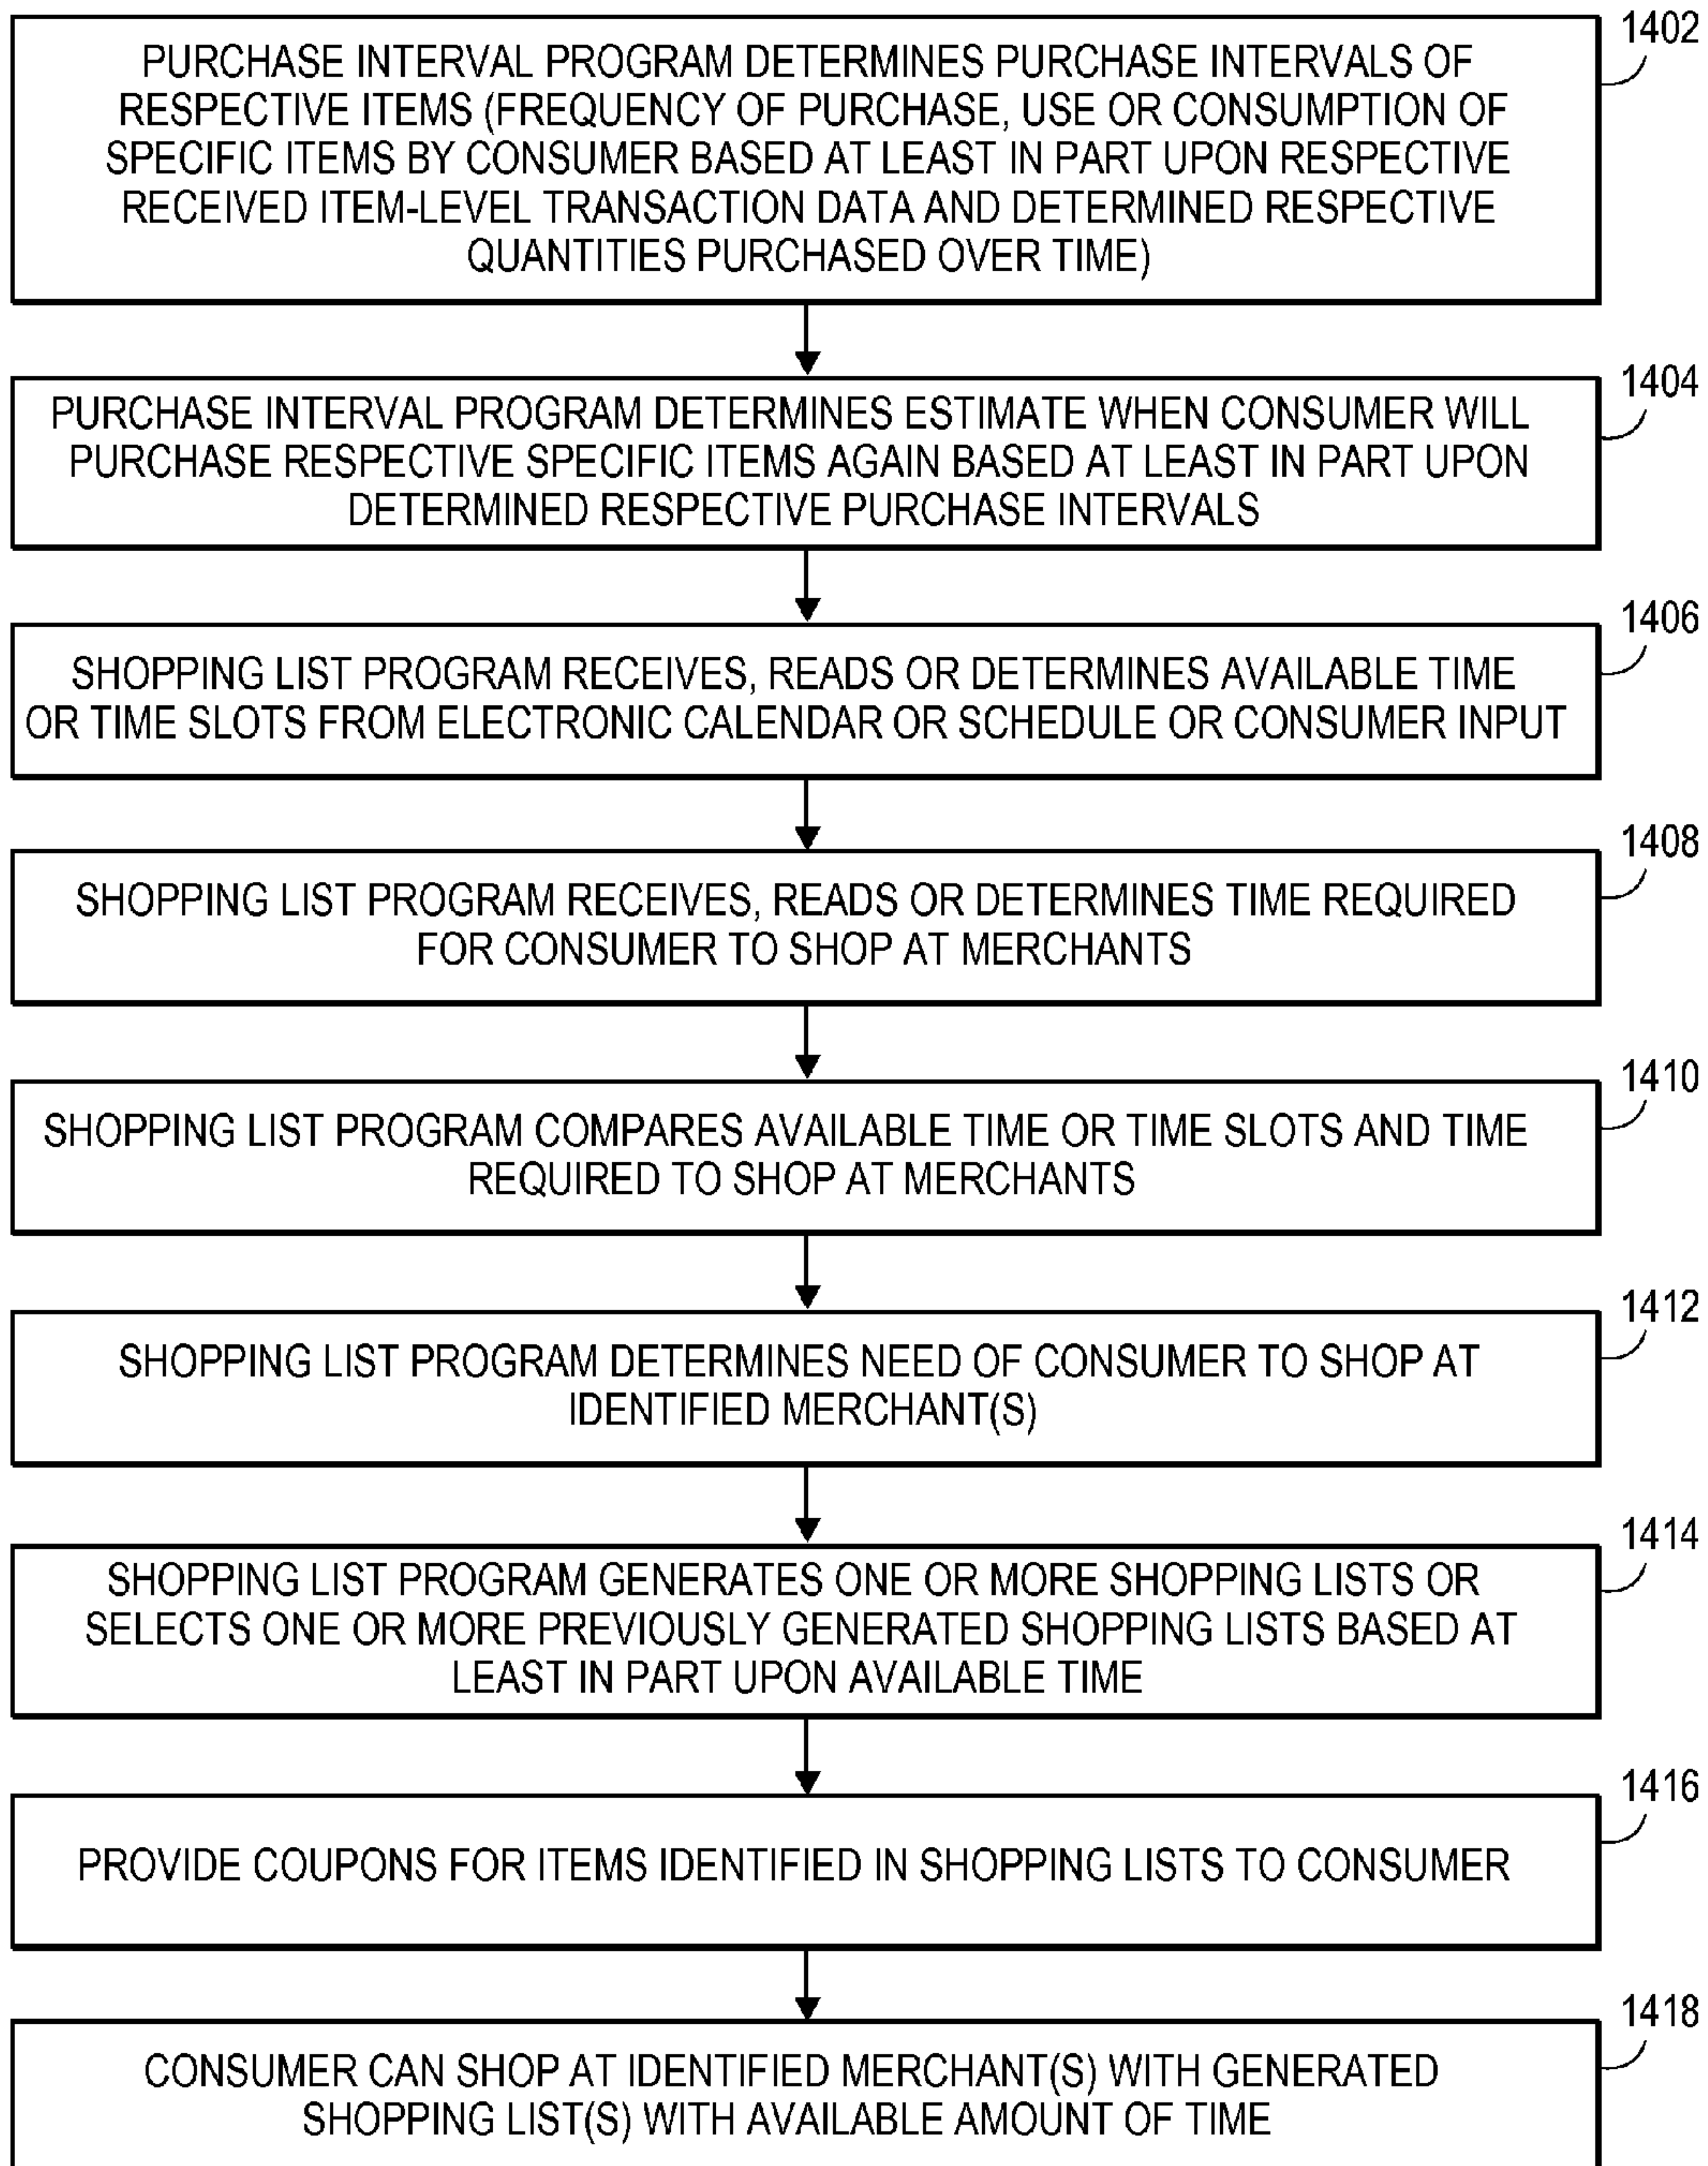 1402
PURCHASE INTERVAL PROGRAM DETERMINES PURCHASE INTERVALS OF
RESPECTIVE ITEMS (FREQUENCY OF PURCHASE, USE OR CONSUMPTION OF
SPECIFIC ITEMS BY CONSUMER BASED AT LEAST IN PART UPON RESPECTIVE
RECEIVED ITEM-LEVEL TRANSACTION DATA AND DETERMINED RESPECTIVE
QUANTITIES PURCHASED OVER TIME)
1404
PURCHASE INTERVAL PROGRAM DETERMINES ESTIMATE WHEN CONSUMER WILL
PURCHASE RESPECTIVE SPECIFIC ITEMS AGAIN BASED AT LEAST IN PART UPON
DETERMINED RESPECTIVE PURCHASE INTERVALS
1406
SHOPPING LIST PROGRAM RECEIVES, READS OR DETERMINES AVAILABLE TIME
OR TIME SLOTS FROM ELECTRONIC CALENDAR OR SCHEDULE OR CONSUMER INPUT
1408
SHOPPING LIST PROGRAM RECEIVES, READS OR DETERMINES TIME REQUIRED
FOR CONSUMER TO SHOP AT MERCHANTS
1410
SHOPPING LIST PROGRAM COMPARES AVAILABLE TIME OR TIME SLOTS AND TIME
REQUIRED TO SHOP AT MERCHANTS
1412
SHOPPING LIST PROGRAM DETERMINES NEED OF CONSUMER TO SHOP AT
IDENTIFIED MERCHANT(S)
1414
SHOPPING LIST PROGRAM GENERATES ONE OR MORE SHOPPING LISTS OR
SELECTS ONE OR MORE PREVIOUSLY GENERATED SHOPPING LISTS BASED AT
LEAST IN PART UPON AVAILABLE TIME
1416
PROVIDE COUPONS FOR ITEMS IDENTIFIED IN SHOPPING LISTS TO CONSUMER
1418
CONSUMER CAN SHOP AT IDENTIFIED MERCHANT(S) WITH GENERATED
SHOPPING LIST(S) WITH AVAILABLE AMOUNT OF TIME